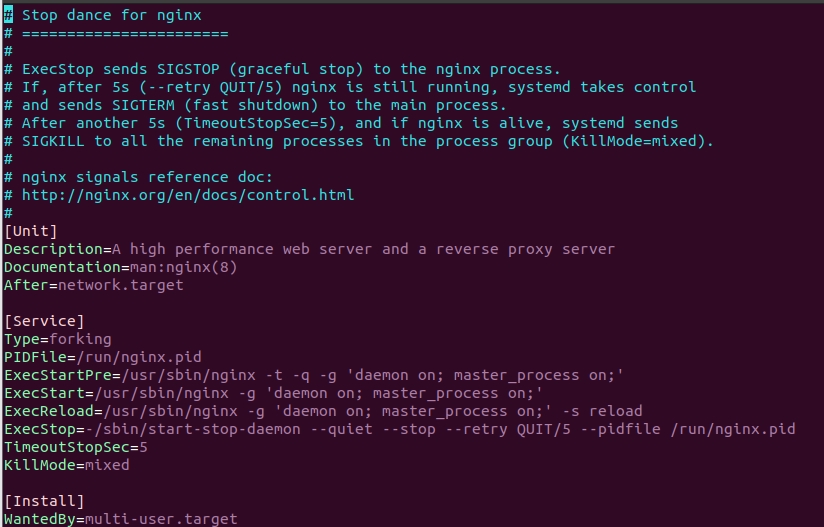 # Stop dance for nginx
# =======================
#
# ExecStop sends SIGSTOP (graceful stop) to the nginx process.
# If, after 5s (--retry QUIT/5) nginx is still running, systemd takes control
# and sends SIGTERM (fast shutdown) to the main process.
# After another 5s (TimeoutStopSec=5), and if nginx is alive, systemd sends
# SIGKILL to all the remaining processes in the process group (KillMode=mixed).
#
# nginx signals reference doc:
# http://nginx.org/en/docs/control.html
#
[Unit]
Description=A high performance web server and a reverse proxy server
Documentation=man:nginx(8)
After=network.target

[Service]
Type=forking
PIDFile=/run/nginx.pid
ExecStartPre=/usr/sbin/nginx -t -q -g 'daemon on; master_process on;'
ExecStart=/usr/sbin/nginx -g 'daemon on; master_process on;'
ExecReload=/usr/sbin/nginx -g 'daemon on; master_process on;' -s reload
ExecStop=-/sbin/start-stop-daemon --quiet --stop --retry QUIT/5 --pidfile /run/nginx.pid
TimeoutStopSec=5
KillMode=mixed

[Install]
WantedBy=multi-user.target